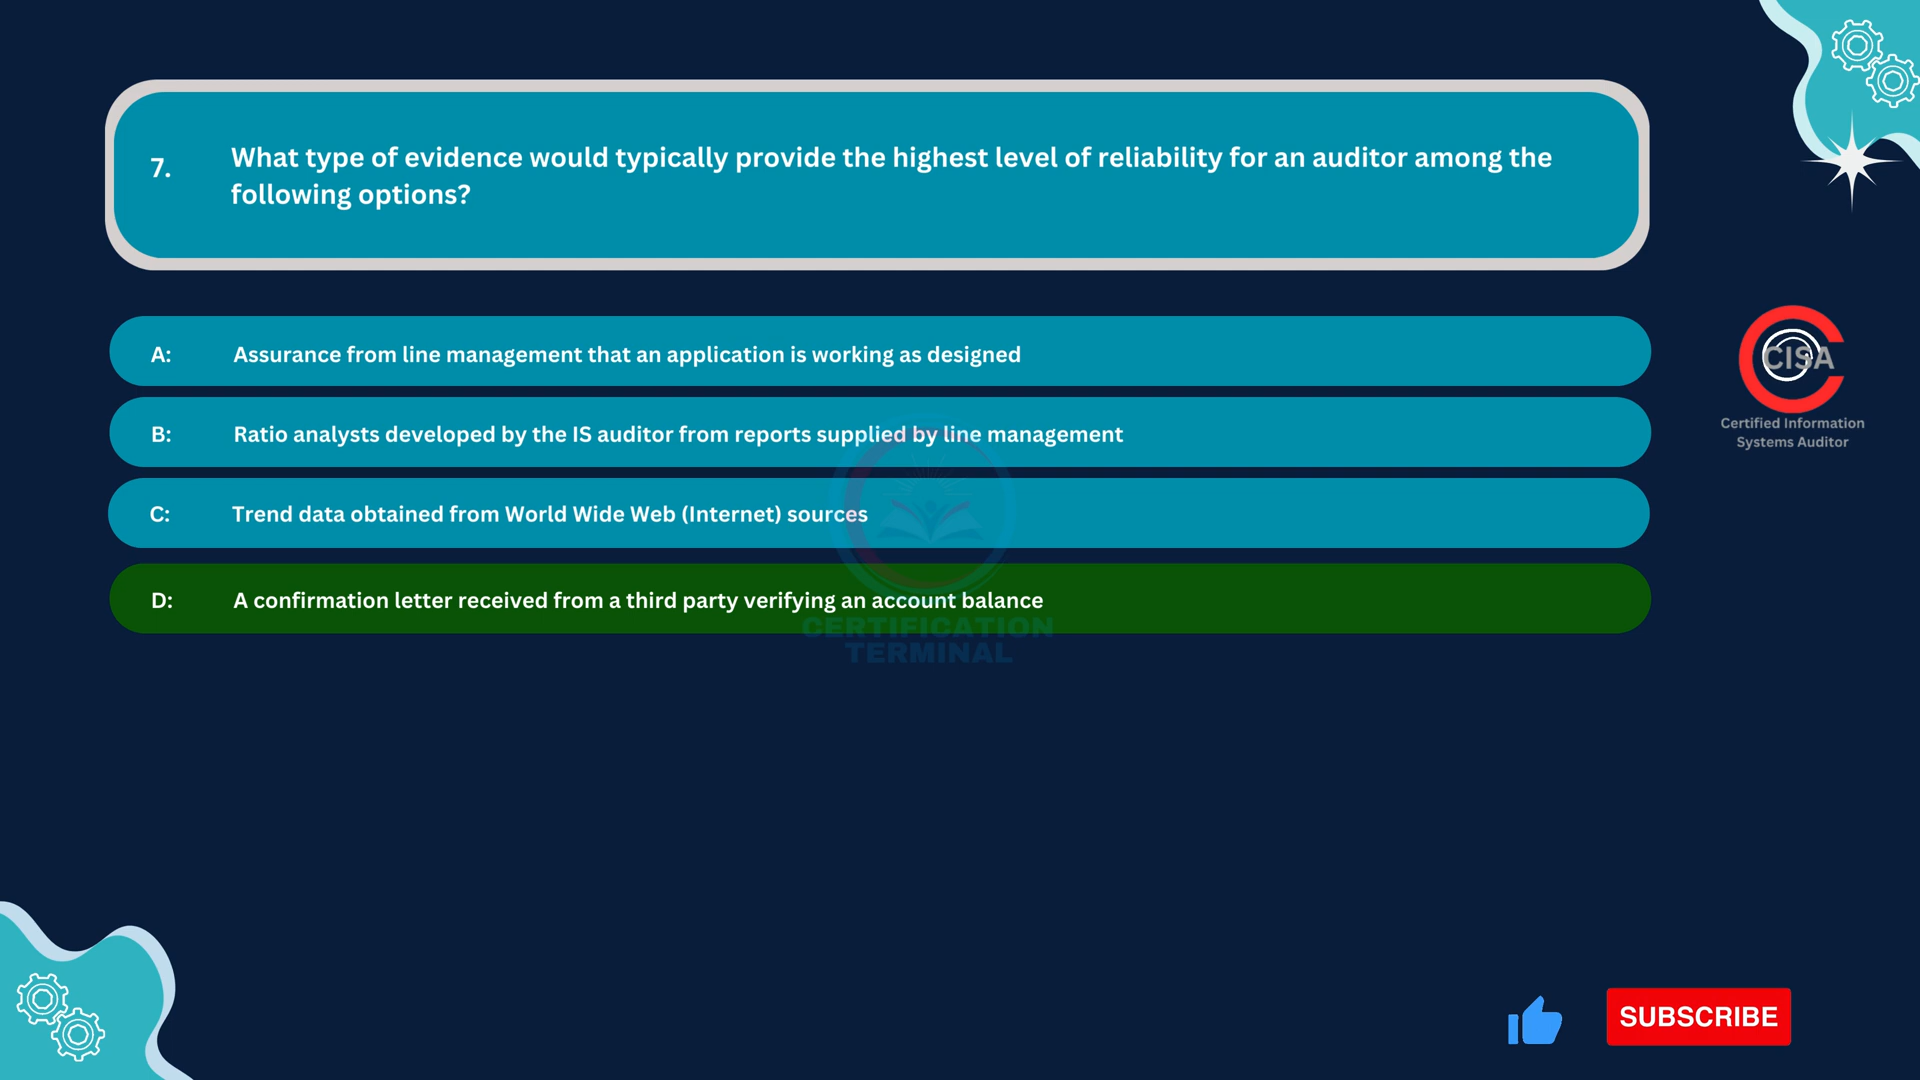 7.
What type of evidence would typically provide the highest level of reliability for an auditor among the
following options?
A: Assurance from line management that an application is working as designed
B: Ratio analysts developed by the IS auditor from reports supplied by line management
C: Trend data obtained from World Wide Web (Internet) sources
D: A confirmation letter received from a third party verifying an account balance
CERTIFICATION
TERMINAL
CISA
Certified Information
Systems Auditor
SUBSCRIBE